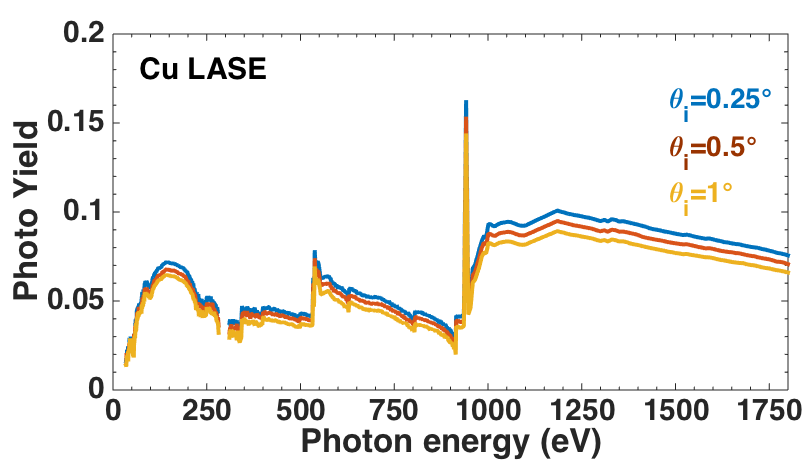 Cu LASE
θi=0.25°
θi=0.5°
θi=1°
Photo Yield
0.2
0.15
0.1
0.05
0
0 250 500 750 1000 1250 1500 1750
Photon energy (eV)